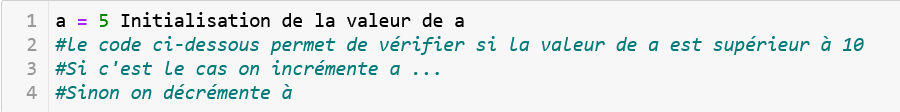 1 a = 5 Initialisation de la valeur de a
2 #le code ci-dessous permet de vérifier si la valeur de a est supérieur à 10
3 #Si c'est le cas on incrémente a ...
4 #Sinon on décrémente à